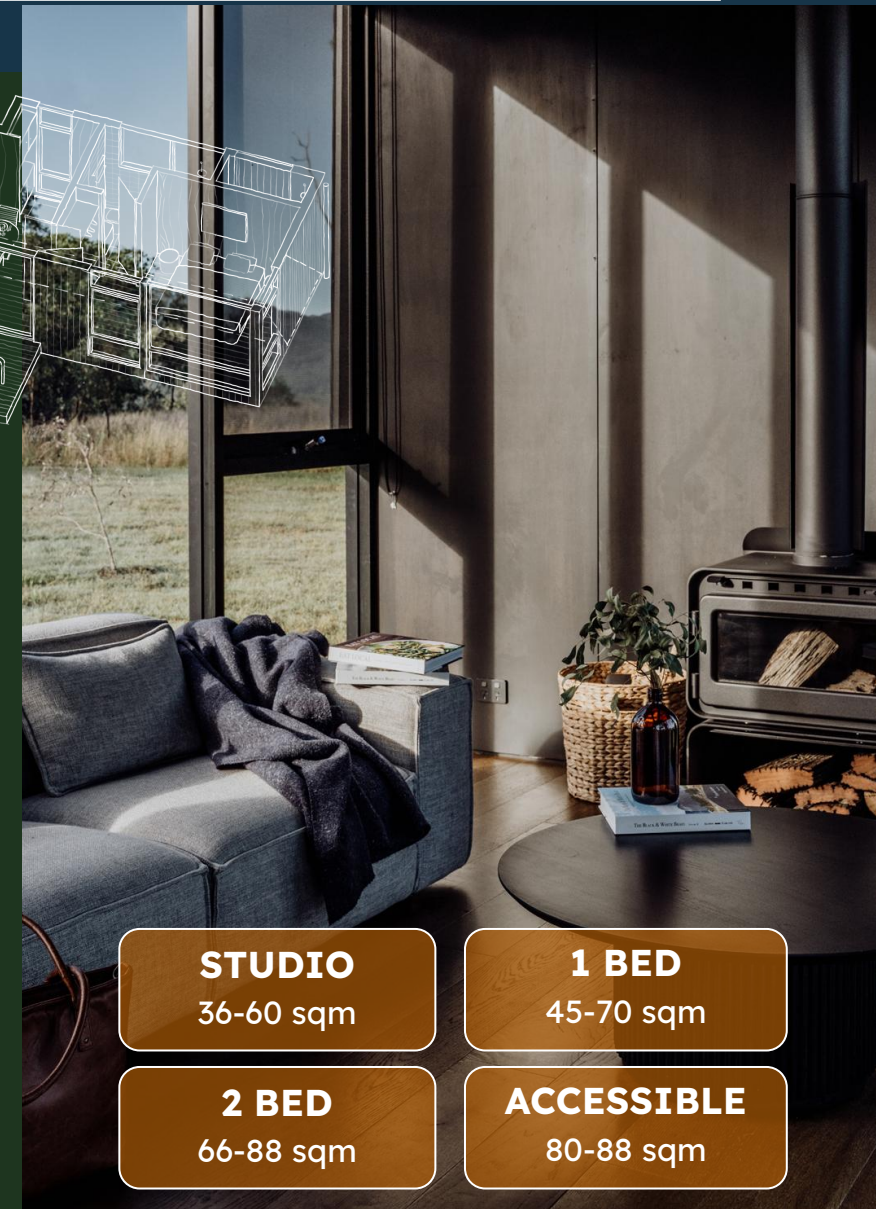 STUDIO
36-60 sqm
1 BED
45-70 sqm
2 BED
66-88 sqm
ACCESSIBLE
80-88 sqm